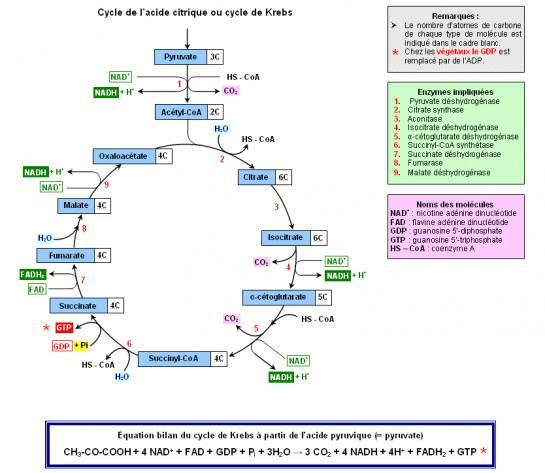 Cycle de l'acide citrique ou cycle de Krebs
Remarques :
➤ Le nombre d'atomes de carbone
de chaque type de molécule est
indiqué dans le cadre blanc.
* Chez les végétaux le GDP est
remplacé par de l'ADP.
Pyruvate 3C
NAD⁺
HS - CoA
1
NADH + H⁺
CO₂
Acétyl-CoA 2C
H₂O
HS - CoA
2
Oxaloacétate 4C
Citrate 6C
NADH + H⁺
NAD⁺
9
3
Malate 4C
Isocitrate 6C
8
H₂O
CO₂
4
NAD⁺
NADH + H⁺
Fumarate 4C
FADH₂
7
FAD
α-cétoglutarate 5C
Succinate 4C
CO₂
HS - CoA
* GTP
5
GDP + Pi
6
NAD⁺
HS - CoA
H₂O
Succinyl-CoA 4C
NADH + H⁺
Enzymes impliquées
1. Pyruvate déshydrogénase
2. Citrate synthase
3. Aconitase
4. Isocitrate déshydrogénase
5. α-cétoglutarate déshydrogénase
6. Succinyl-CoA synthétase
7. Succinate déshydrogénase
8. Fumarase
9. Malate déshydrogénase
Noms des molécules
NAD⁺ : nicotine adénine dinucléotide
FAD : flavine adénine dinucléotide
GDP : guanosine 5'-diphosphate
GTP : guanosine 5'-triphosphate
HS – CoA : coenzyme A
Équation bilan du cycle de Krebs à partir de l'acide pyruvique (= pyruvate)
CH₃-CO-COOH + 4 NAD⁺ + FAD + GDP + Pᵢ + 3H₂O → 3 CO₂ + 4 NADH + 4H⁺ + FADH₂ + GTP *